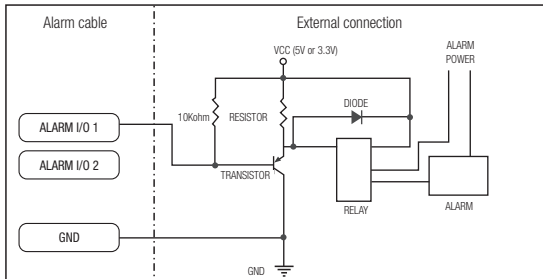 Alarm cable
External connection
VCC (5V or 3.3V)
ALARM
POWER
DIODE
10Kohm
RESISTOR
ALARM I/O 1
ALARM I/O 2
TRANSISTOR
RELAY
ALARM
GND
GND